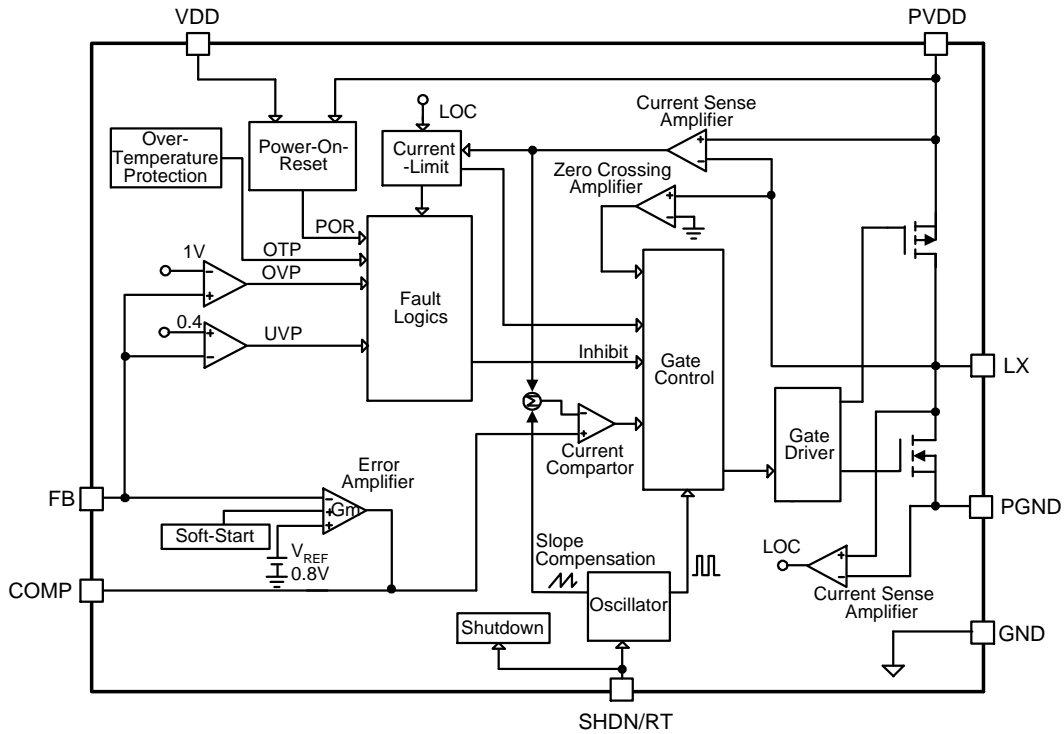 VDD
PVDD
LOC
Current Sense
Amplifier
Over-
Temperature
Protection
Power-On-
Reset
Current
-Limit
Zero Crossing
Amplifier
POR
OTP
1V
OVP
Fault
Logics
0.4
UVP
Inhibit
Gate
Control
LX
Σ
Current
Compartor
Gate
Driver
Error
Amplifier
FB
Gm
PGND
Soft-Start
VREF
0.8V
Slope
Compensation
LOC
COMP
Oscillator
Current Sense
Amplifier
Shutdown
GND
SHDN/RT